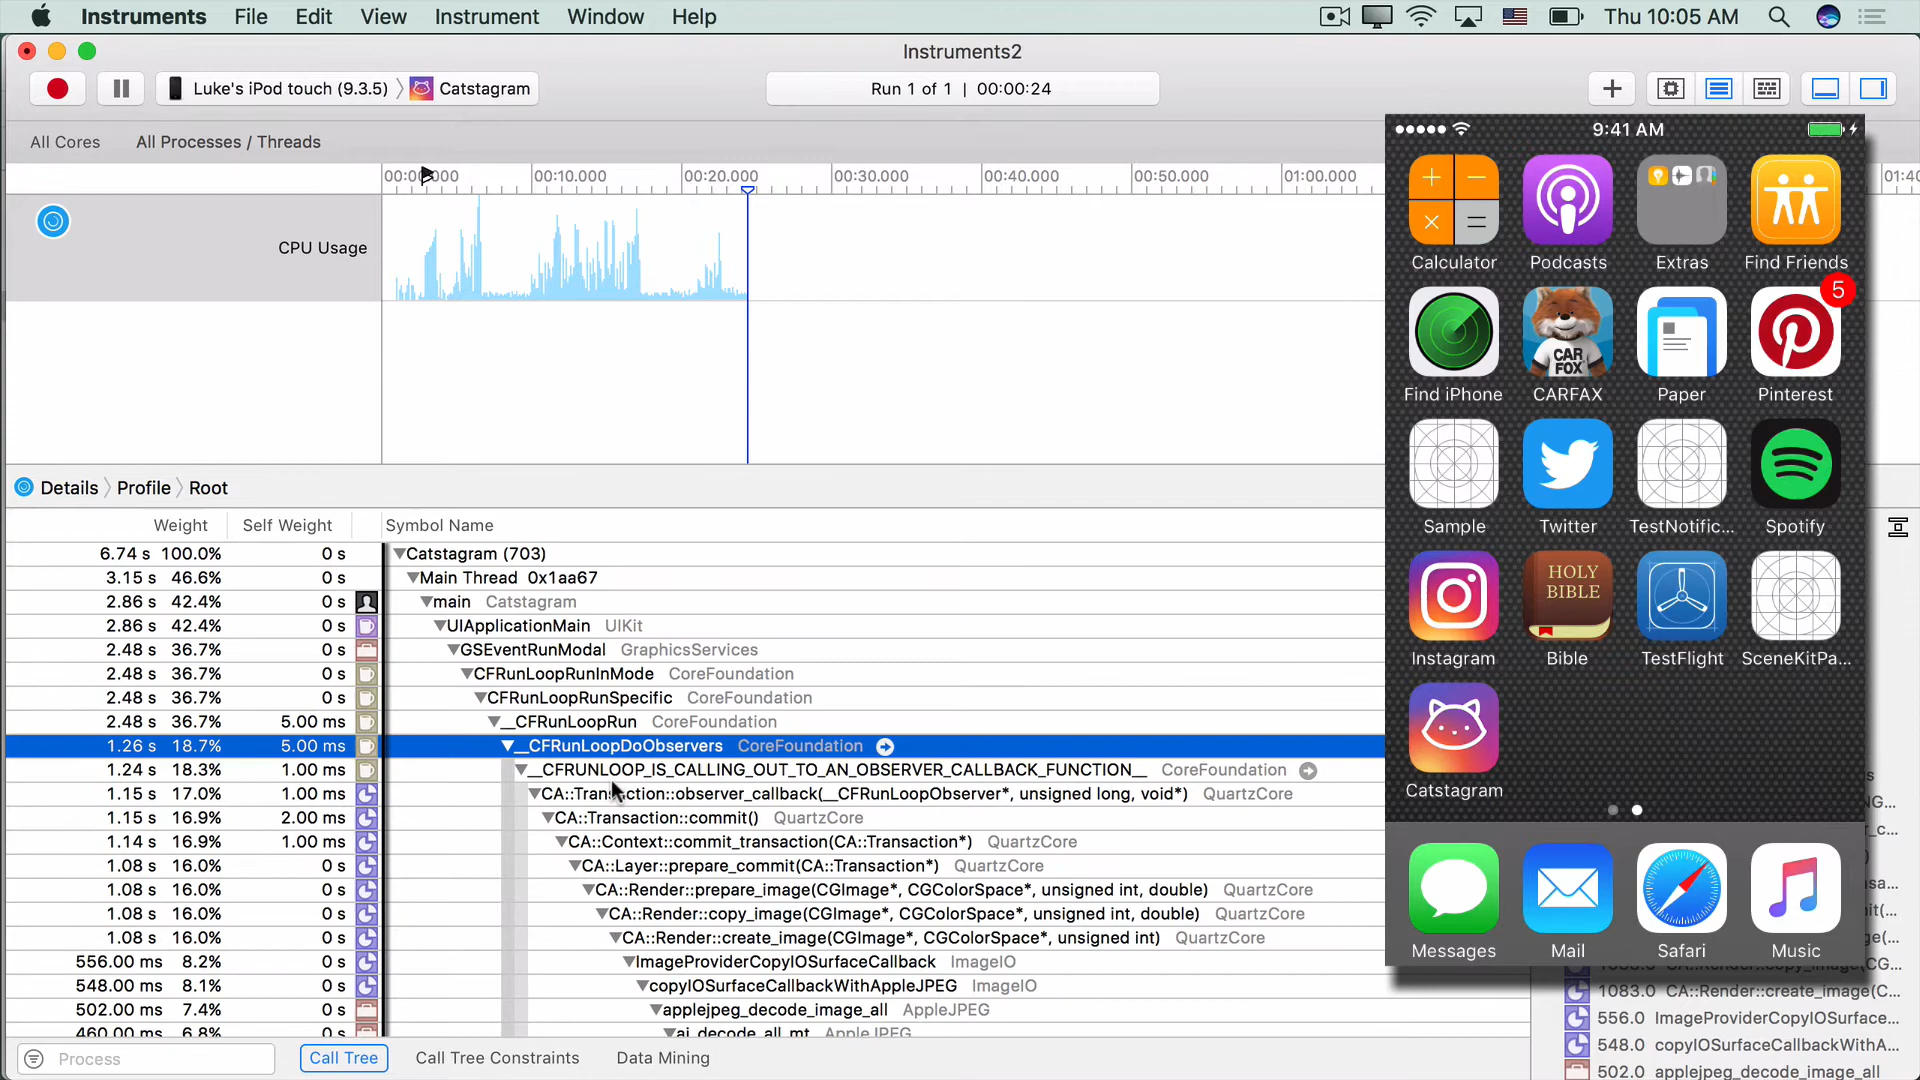 Instruments File Edit View Instrument Window Help Thu 10:05 AM
Instruments2
Luke's iPod touch (9.3.5) Catstagram Run 1 of 1 | 00:00:24
All Cores All Processes / Threads
00:10.000 00:20.000 00:30.000 00:40.000 00:50.000 01:00.000
CPU Usage
Details Profile Root
Weight Self Weight Symbol Name
6.74 s 100.0% 0 s Catstagram (703)
3.15 s 46.6% 0 s Main Thread 0x1aa67
2.86 s 42.4% 0 s main Catstagram
2.86 s 42.4% 0 s UIApplicationMain UIKit
2.48 s 36.7% 0 s GSEventRunModal GraphicsServices
2.48 s 36.7% 0 s CFRunLoopRunInMode CoreFoundation
2.48 s 36.7% 0 s CFRunLoopRunSpecific CoreFoundation
2.48 s 36.7% 5.00 ms __CFRunLoopRun CoreFoundation
1.26 s 18.7% 5.00 ms __CFRunLoopDoObservers CoreFoundation
1.24 s 18.3% 1.00 ms __CFRUNLOOP_IS_CALLING_OUT_TO_AN_OBSERVER_CALLBACK_FUNCTION__ CoreFoundation
1.15 s 17.0% 1.00 ms CA::Transaction::observer_callback(__CFRunLoopObserver*, unsigned long, void*) QuartzCore
1.15 s 16.9% 2.00 ms CA::Transaction::commit() QuartzCore
1.14 s 16.9% 1.00 ms CA::Context::commit_transaction(CA::Transaction*) QuartzCore
1.08 s 16.0% 0 s CA::Layer::prepare_commit(CA::Transaction*) QuartzCore
1.08 s 16.0% 0 s CA::Render::prepare_image(CGImage*, CGColorSpace*, unsigned int, double) QuartzCore
1.08 s 16.0% 0 s CA::Render::copy_image(CGImage*, CGColorSpace*, unsigned int, double) QuartzCore
1.08 s 16.0% 0 s CA::Render::create_image(CGImage*, CGColorSpace*, unsigned int) QuartzCore
556.00 ms 8.2% 0 s ImageProviderCopyIOSurfaceCallback ImageIO
548.00 ms 8.1% 0 s copyIOSurfaceCallbackWithAppleJPEG ImageIO
502.00 ms 7.4% 0 s applejpeg_decode_image_all AppleJPEG
460.00 ms 6.8% 0 s aj_decode_all_mt AppleJPEG
Process Call Tree Call Tree Constraints Data Mining
9:41 AM
Calculator Podcasts Extras Find Friends
CAR FOX
5
Find iPhone CARFAX Paper Pinterest
Sample Twitter TestNotific... Spotify
HOLY
BIBLE
Instagram Bible TestFlight SceneKitPa...
Catstagram
Messages Mail Safari Music
1083.0 CA::Render::create_image(C...
556.0 ImageProviderCopyIOSurface...
548.0 copyIOSurfaceCallbackWithA...
502.0 applejpeg_decode_image_all